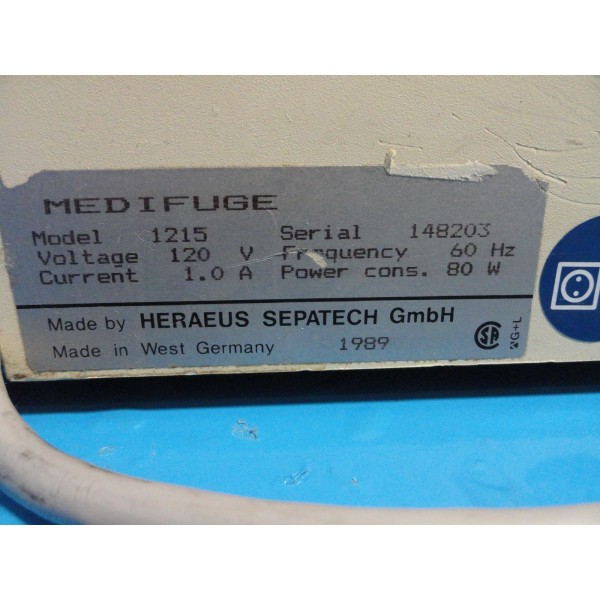 MEDIFUGE
Model 1215 Serial 148203
Voltage 120 V Frequency 60 Hz
Current 1.0 A Power cons. 80 W
Made by HERAEUS SEPATECH GmbH
Made in West Germany 1989
SA
G+L